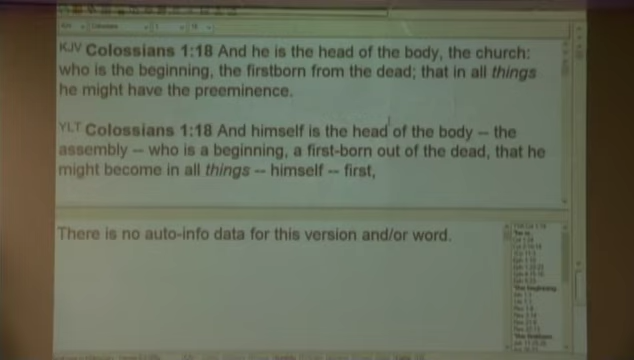 KJV Colossians 1:18 And he is the head of the body, the church:
who is the beginning, the firstborn from the dead; that in all things
he might have the preeminence.
YLT Colossians 1:18 And himself is the head of the body -- the
assembly -- who is a beginning, a first-born out of the dead, that he
might become in all things -- himself -- first,
There is no auto-info data for this version and/or word.